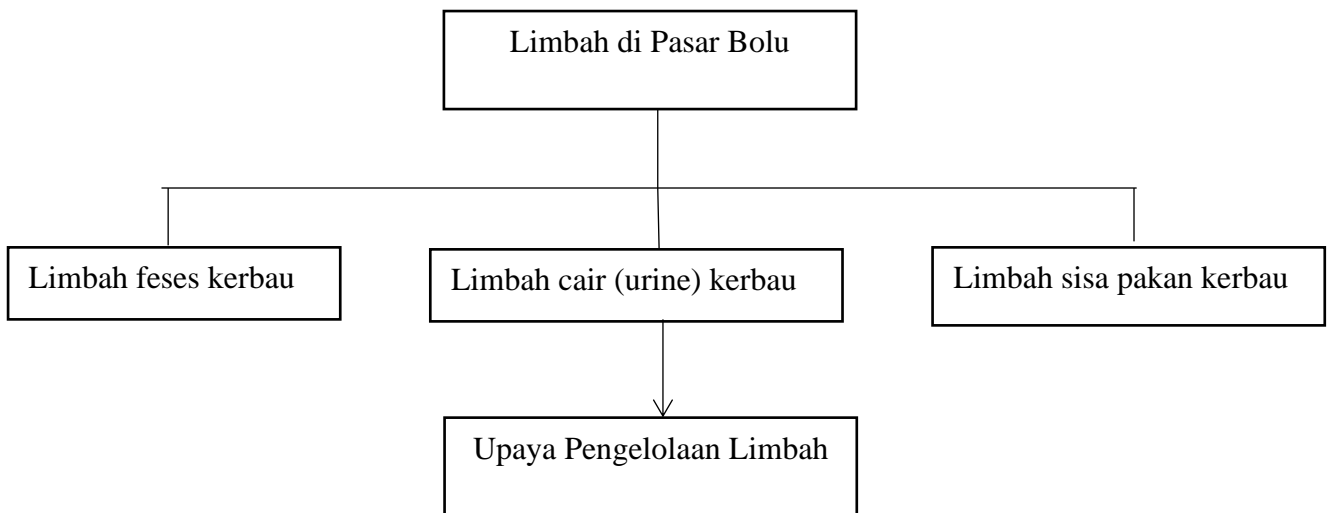 Limbah di Pasar Bolu
Limbah feses kerbau
Limbah cair (urine) kerbau
Limbah sisa pakan kerbau
Upaya Pengelolaan Limbah